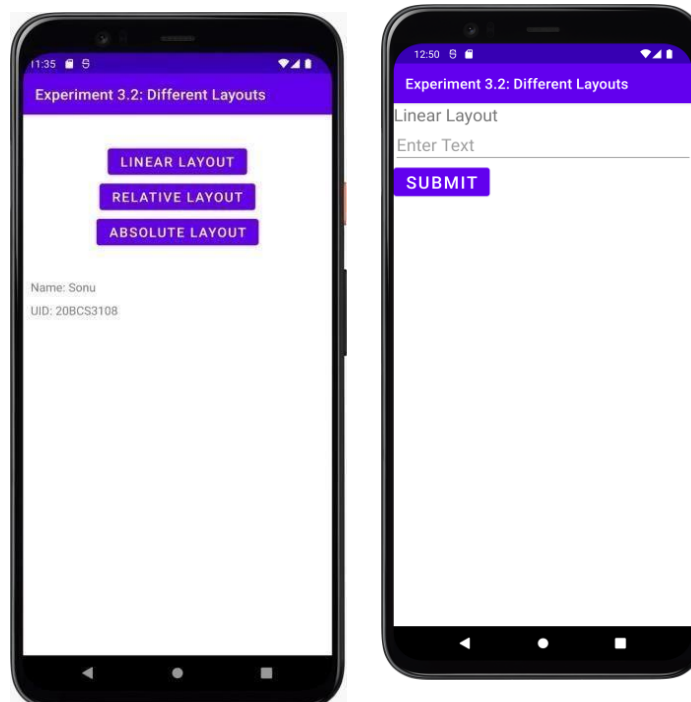 11:35
Experiment 3.2: Different Layouts
LINEAR LAYOUT
RELATIVE LAYOUT
ABSOLUTE LAYOUT
Name: Sonu
UID: 20BCS3108
12:50
Experiment 3.2: Different Layouts
Linear Layout
Enter Text
SUBMIT